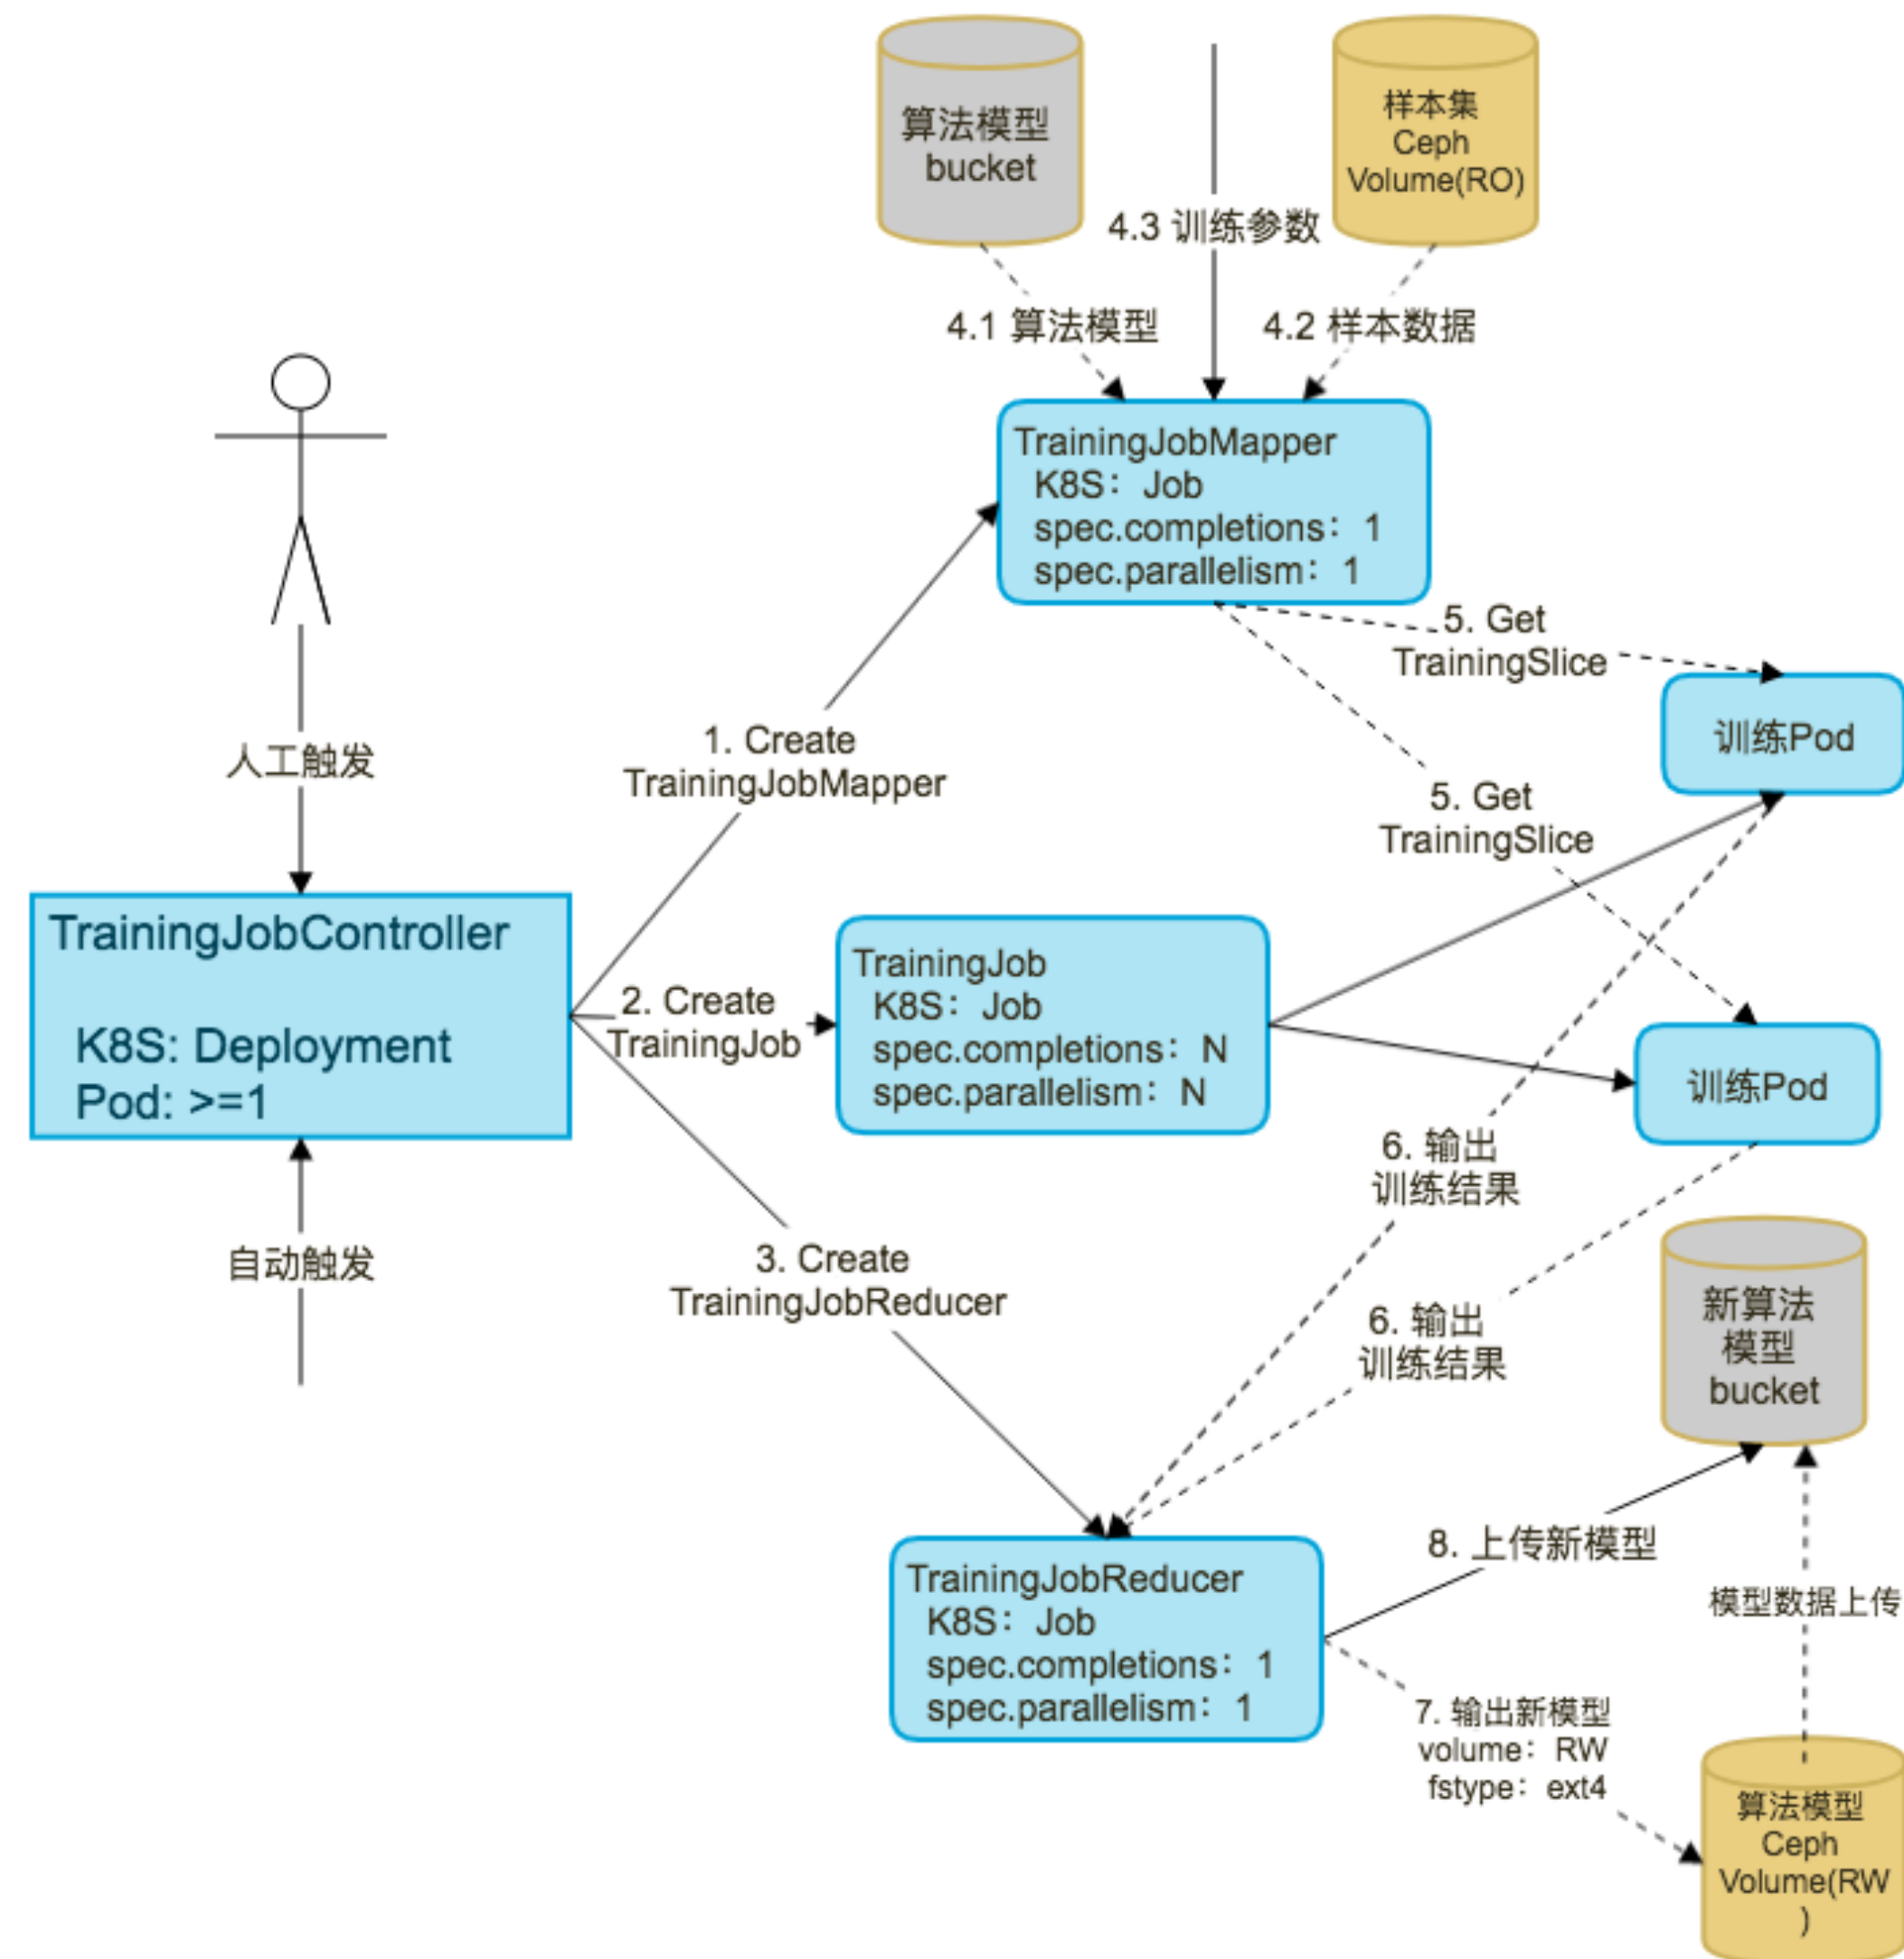 算法模型
bucket
样本集
Ceph
Volume(RO)
4.3 训练参数
4.1 算法模型
4.2 样本数据
TrainingJobMapper
K8S：Job
spec.completions：1
spec.parallelism：1
5. Get
TrainingSlice
训练Pod
人工触发
1. Create
TrainingJobMapper
5. Get
TrainingSlice
TrainingJobController
K8S: Deployment
Pod: >=1
2. Create
TrainingJob
TrainingJob
K8S：Job
spec.completions：N
spec.parallelism：N
训练Pod
6. 输出
训练结果
自动触发
3. Create
TrainingJobReducer
6. 输出
训练结果
新算法
模型
bucket
8. 上传新模型
TrainingJobReducer
K8S：Job
spec.completions：1
spec.parallelism：1
模型数据上传
7. 输出新模型
volume：RW
fstype：ext4
算法模型
Ceph
Volume(RW
)